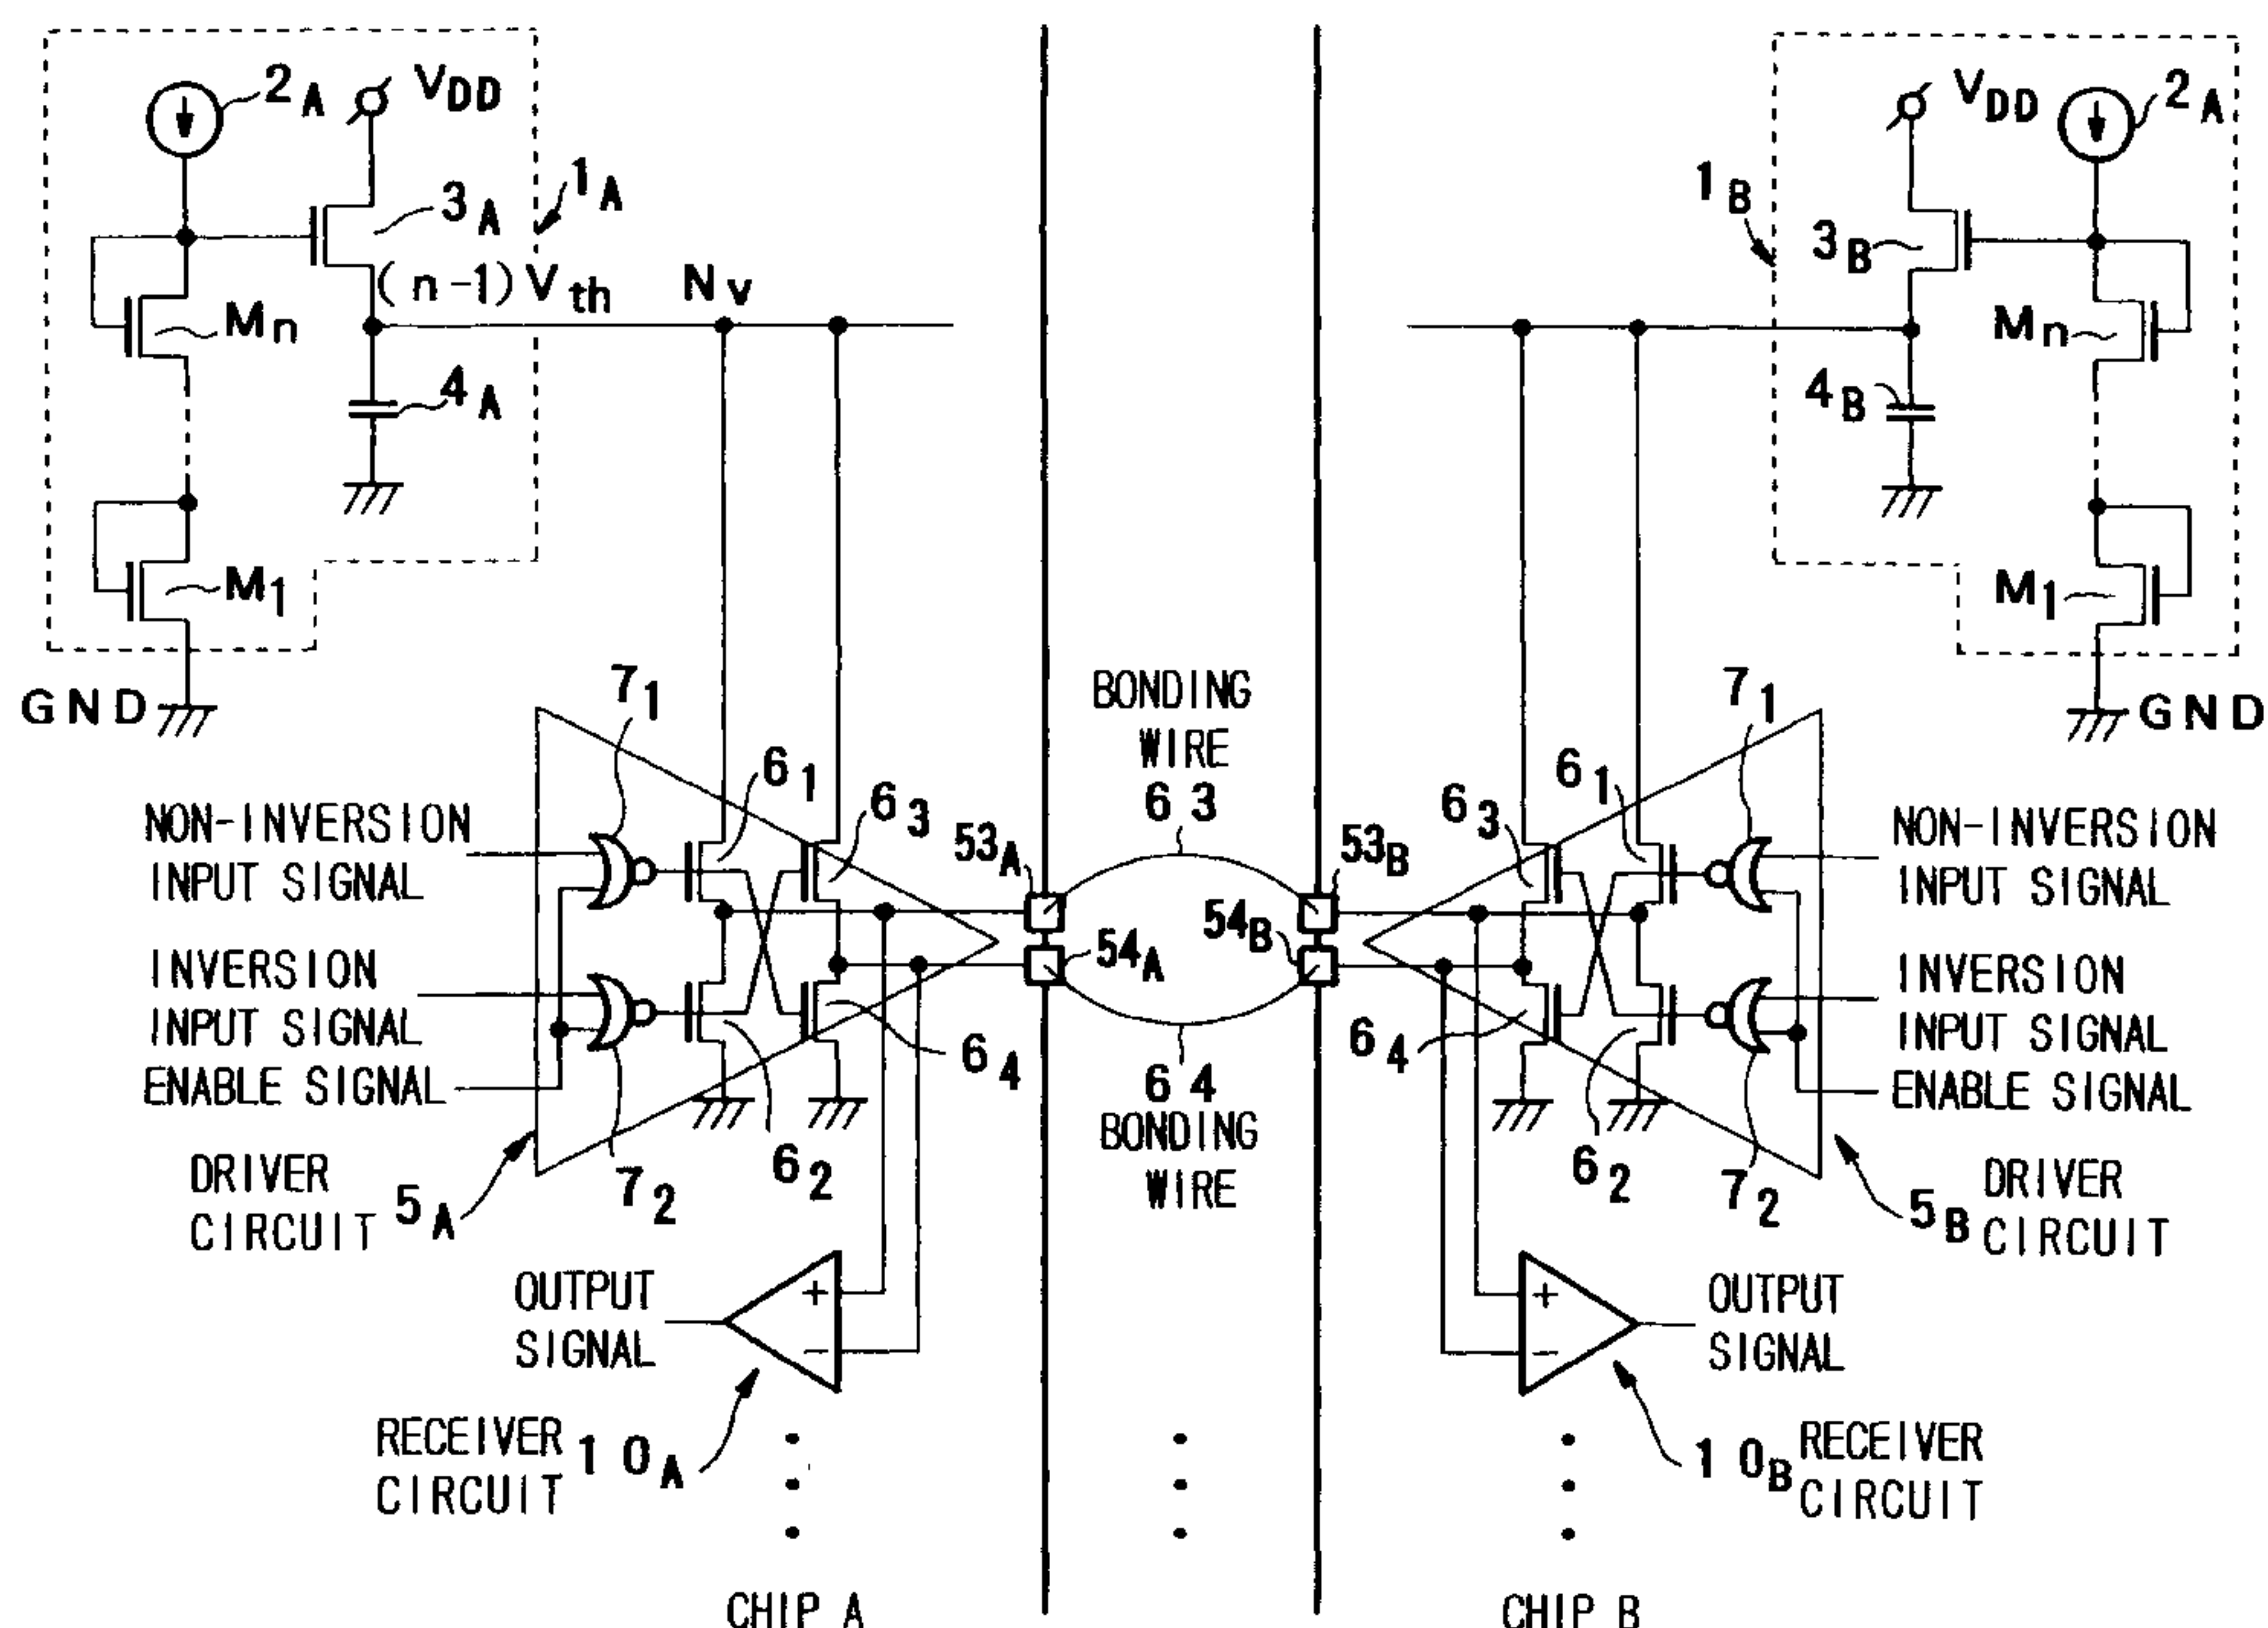 2A
VDD
3A
1A
(n-1)Vth
Nv
Mn
4A
M1
GND
VDD
2A
1B
3B
Mn
4B
M1
GND
71
61
63
NON-INVERSION
INPUT SIGNAL
INVERSION
INPUT SIGNAL
ENABLE SIGNAL
DRIVER
CIRCUIT
5A
72
62
64
53A
54A
BONDING
WIRE
63
64
BONDING
WIRE
53B
54B
71
61
63
64
62
72
NON-INVERSION
INPUT SIGNAL
INVERSION
INPUT SIGNAL
ENABLE SIGNAL
5B
DRIVER
CIRCUIT
OUTPUT
SIGNAL
+
−
RECEIVER
CIRCUIT
10A
+
−
OUTPUT
SIGNAL
10B
RECEIVER
CIRCUIT
CHIP A
CHIP B